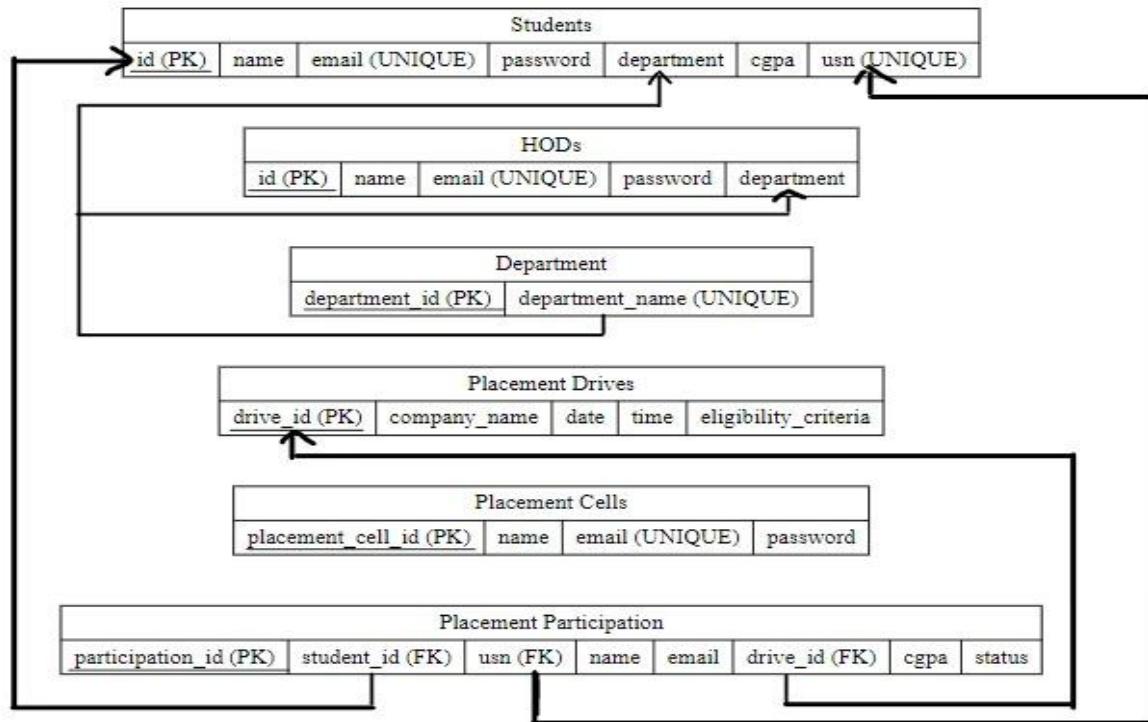 Students
id (PK) name email (UNIQUE) password department cgpa usn (UNIQUE)
HODs
id (PK) name email (UNIQUE) password department
Department
department_id (PK) department_name (UNIQUE)
Placement Drives
drive_id (PK) company_name date time eligibility_criteria
Placement Cells
placement_cell_id (PK) name email (UNIQUE) password
Placement Participation
participation_id (PK) student_id (FK) usn (FK) name email drive_id (FK) cgpa status